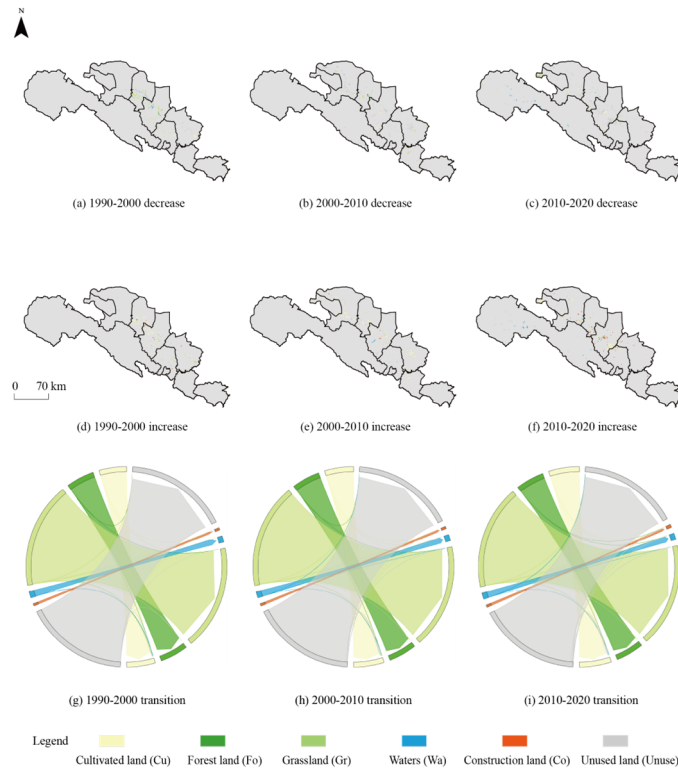 N
(a) 1990-2000 decrease
(b) 2000-2010 decrease
(c) 2010-2020 decrease
0 70 km
(d) 1990-2000 increase
(e) 2000-2010 increase
(f) 2010-2020 increase
(g) 1990-2000 transition
(h) 2000-2010 transition
(i) 2010-2020 transition
Legend
Cultivated land (Cu)
Forest land (Fo)
Grassland (Gr)
Waters (Wa)
Construction land (Co)
Unused land (Unuse)